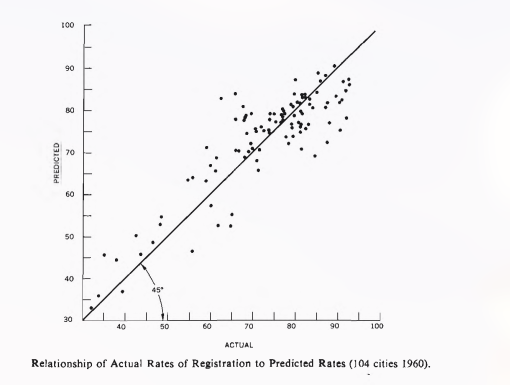 100
90
80
70
60
50
40
30
PREDICTED
45°
40 50 60 70 80 90 100
ACTUAL
Relationship of Actual Rates of Registration to Predicted Rates (104 cities 1960).